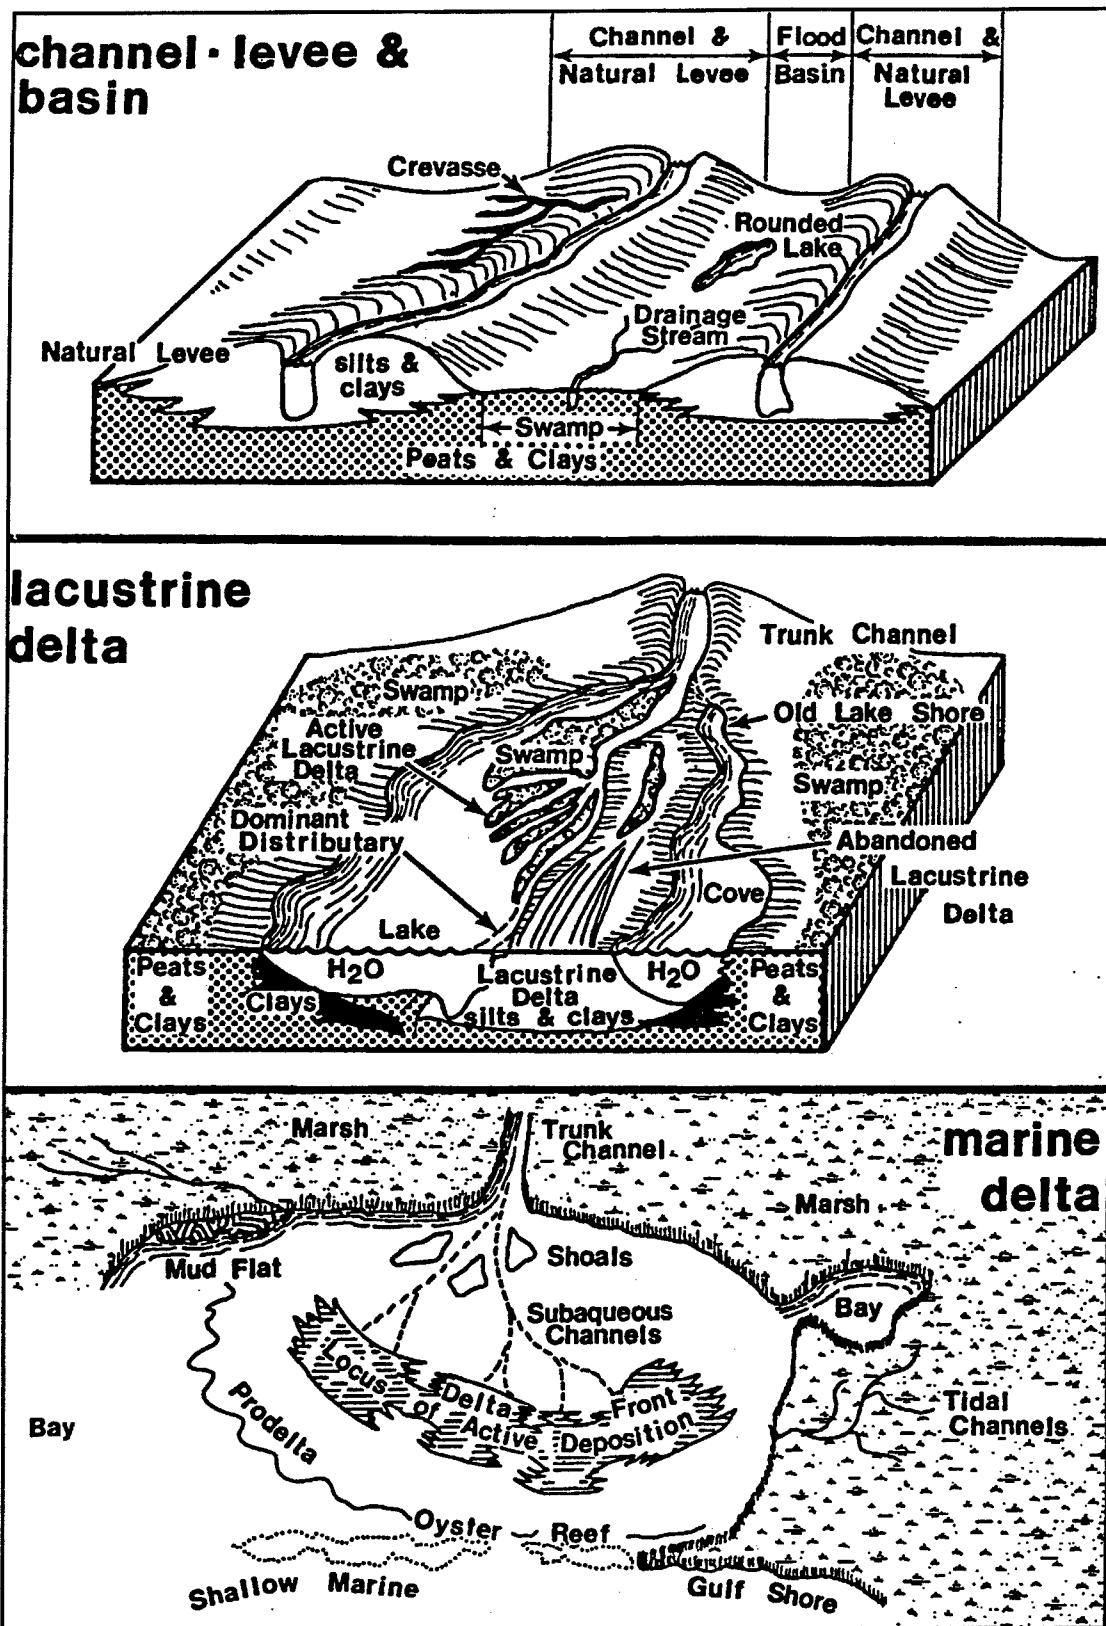 channel - levee &
basin
Channel &
Natural Levee
Flood
Basin
Channel &
Natural
Levee
Crevasse
Rounded
Lake
Drainage
Stream
Natural Levee
silts &
clays
Swamp
Peats & Clays
lacustrine
delta
Trunk Channel
Swamp
Old Lake Shore
Active
Lacustrine
Delta
Swamp
Swamp
Dominant
Distributary
Abandoned
Lacustrine
Delta
Cove
Lake
H2O
Lacustrine
Delta
silts & clays
H2O
Peats
&
Clays
Clays
Peats
&
Clays
marine
delta
Marsh
Trunk
Channel
Marsh
Mud Flat
Shoals
Bay
Subaqueous
Channels
Locus of Active Deposition
Delta Front
Prodelta
Bay
Tidal
Channels
Oyster Reef
Shallow Marine
Gulf Shore